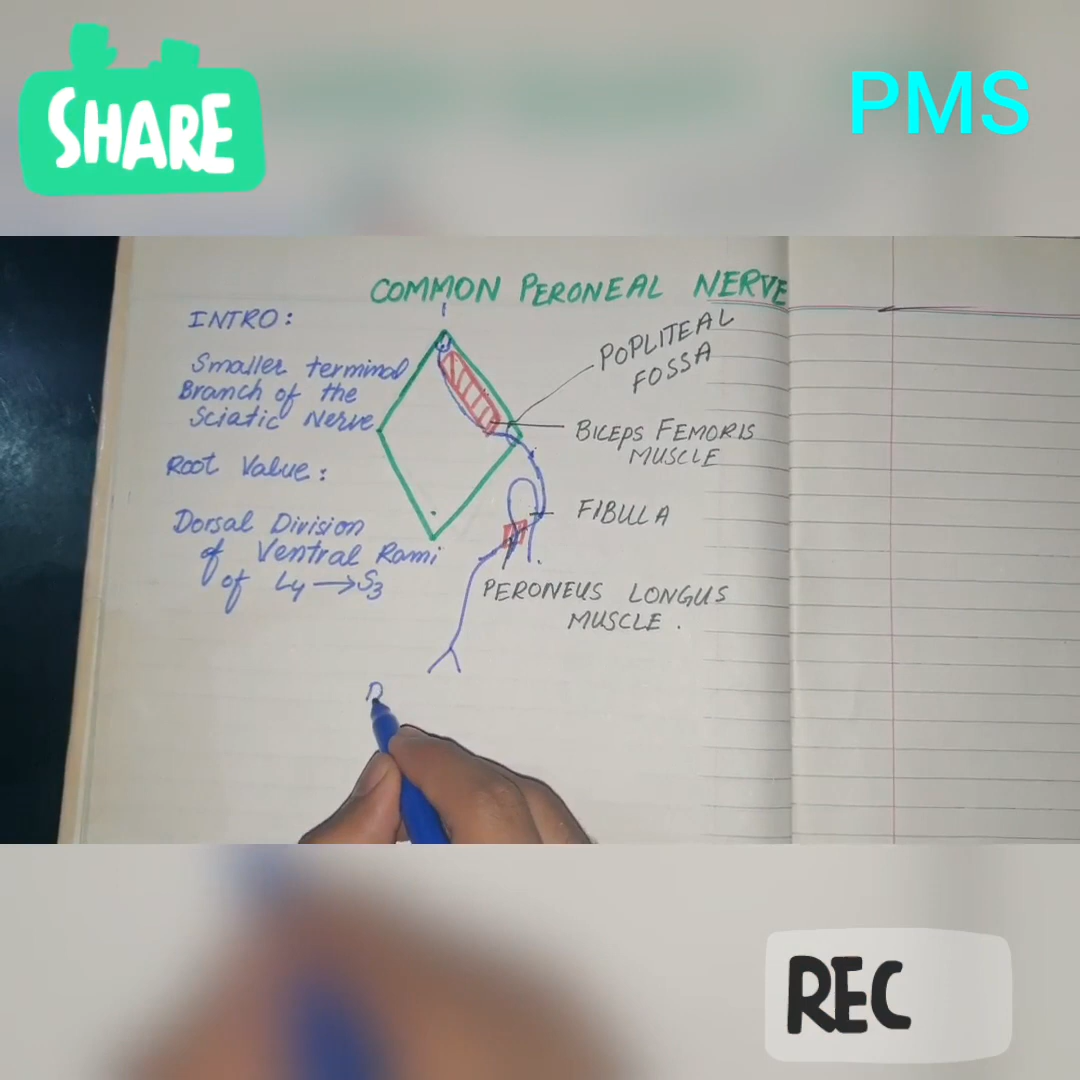 SHARE
PMS
COMMON PERONEAL NERVE
INTRO:
Smaller terminal
Branch of the
Sciatic Nerve
Root Value:
Dorsal Division
of Ventral Rami
of L4 → S3
POPLITEAL
FOSSA
BICEPS FEMORIS
MUSCLE
FIBULA
PERONEUS LONGUS
MUSCLE.
REC